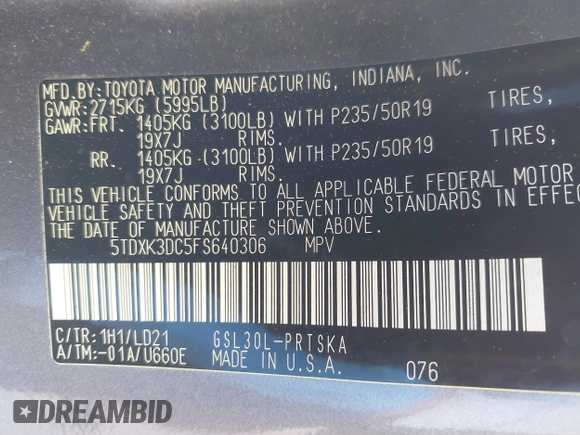 MFD.BY:TOYOTA MOTOR MANUFACTURING, INDIANA, INC.
GVWR:2715KG (5995LB)
GAWR:FRT. 1405KG (3100LB) WITH P235/50R19 TIRES,
19X7J RIMS.
RR. 1405KG (3100LB) WITH P235/50R19 TIRES,
19X7J RIMS.
THIS VEHICLE CONFORMS TO ALL APPLICABLE FEDERAL MOTOR
VEHICLE SAFETY AND THEFT PREVENTION STANDARDS IN EFFEC
THE DATE OF MANUFACTURE SHOWN ABOVE.
5TDXK3DC5FS640306 MPV
C/TR:1H1/LD21 GSL30L-PRTSKA
A/TM:-01A/U660E MADE IN U.S.A. 076
DREAMBID